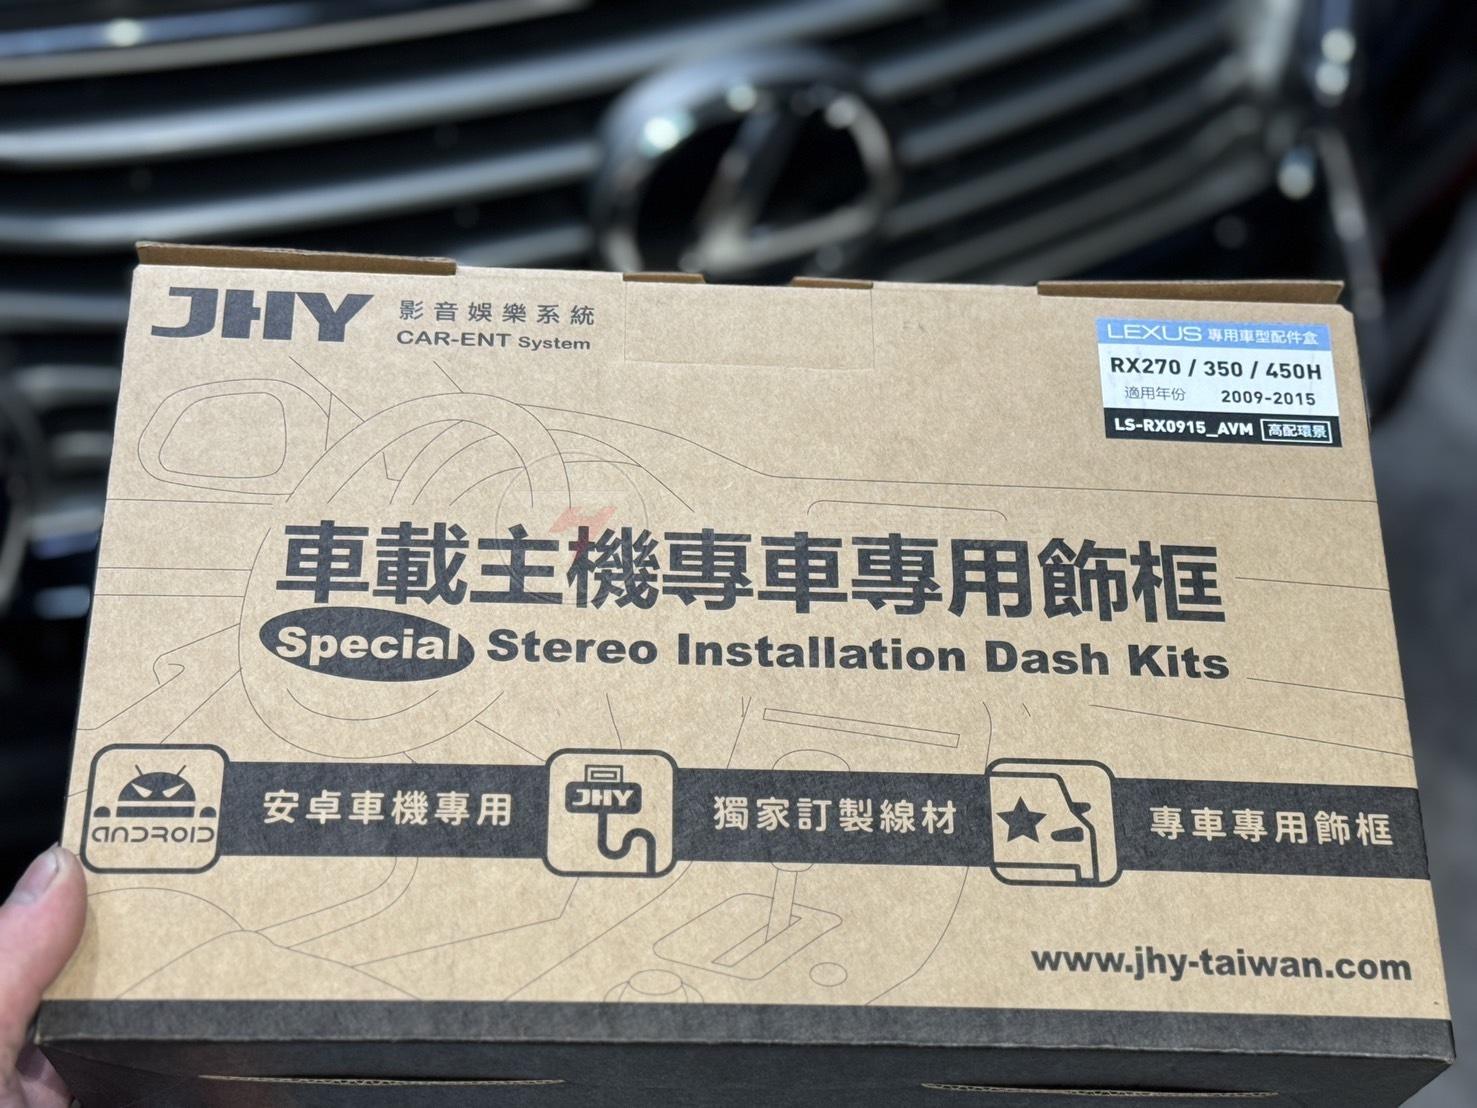 JHY 影音娛樂系統
CAR-ENT System
LEXUS 專用車型配件盒
RX270 / 350 / 450H
適用年份 2009-2015
LS-RX0915_AVM 高配環景
車載主機專車專用飾框
Special Stereo Installation Dash Kits
ANDROID 安卓車機專用 JHY 獨家訂製線材 專車專用飾框
www.jhy-taiwan.com